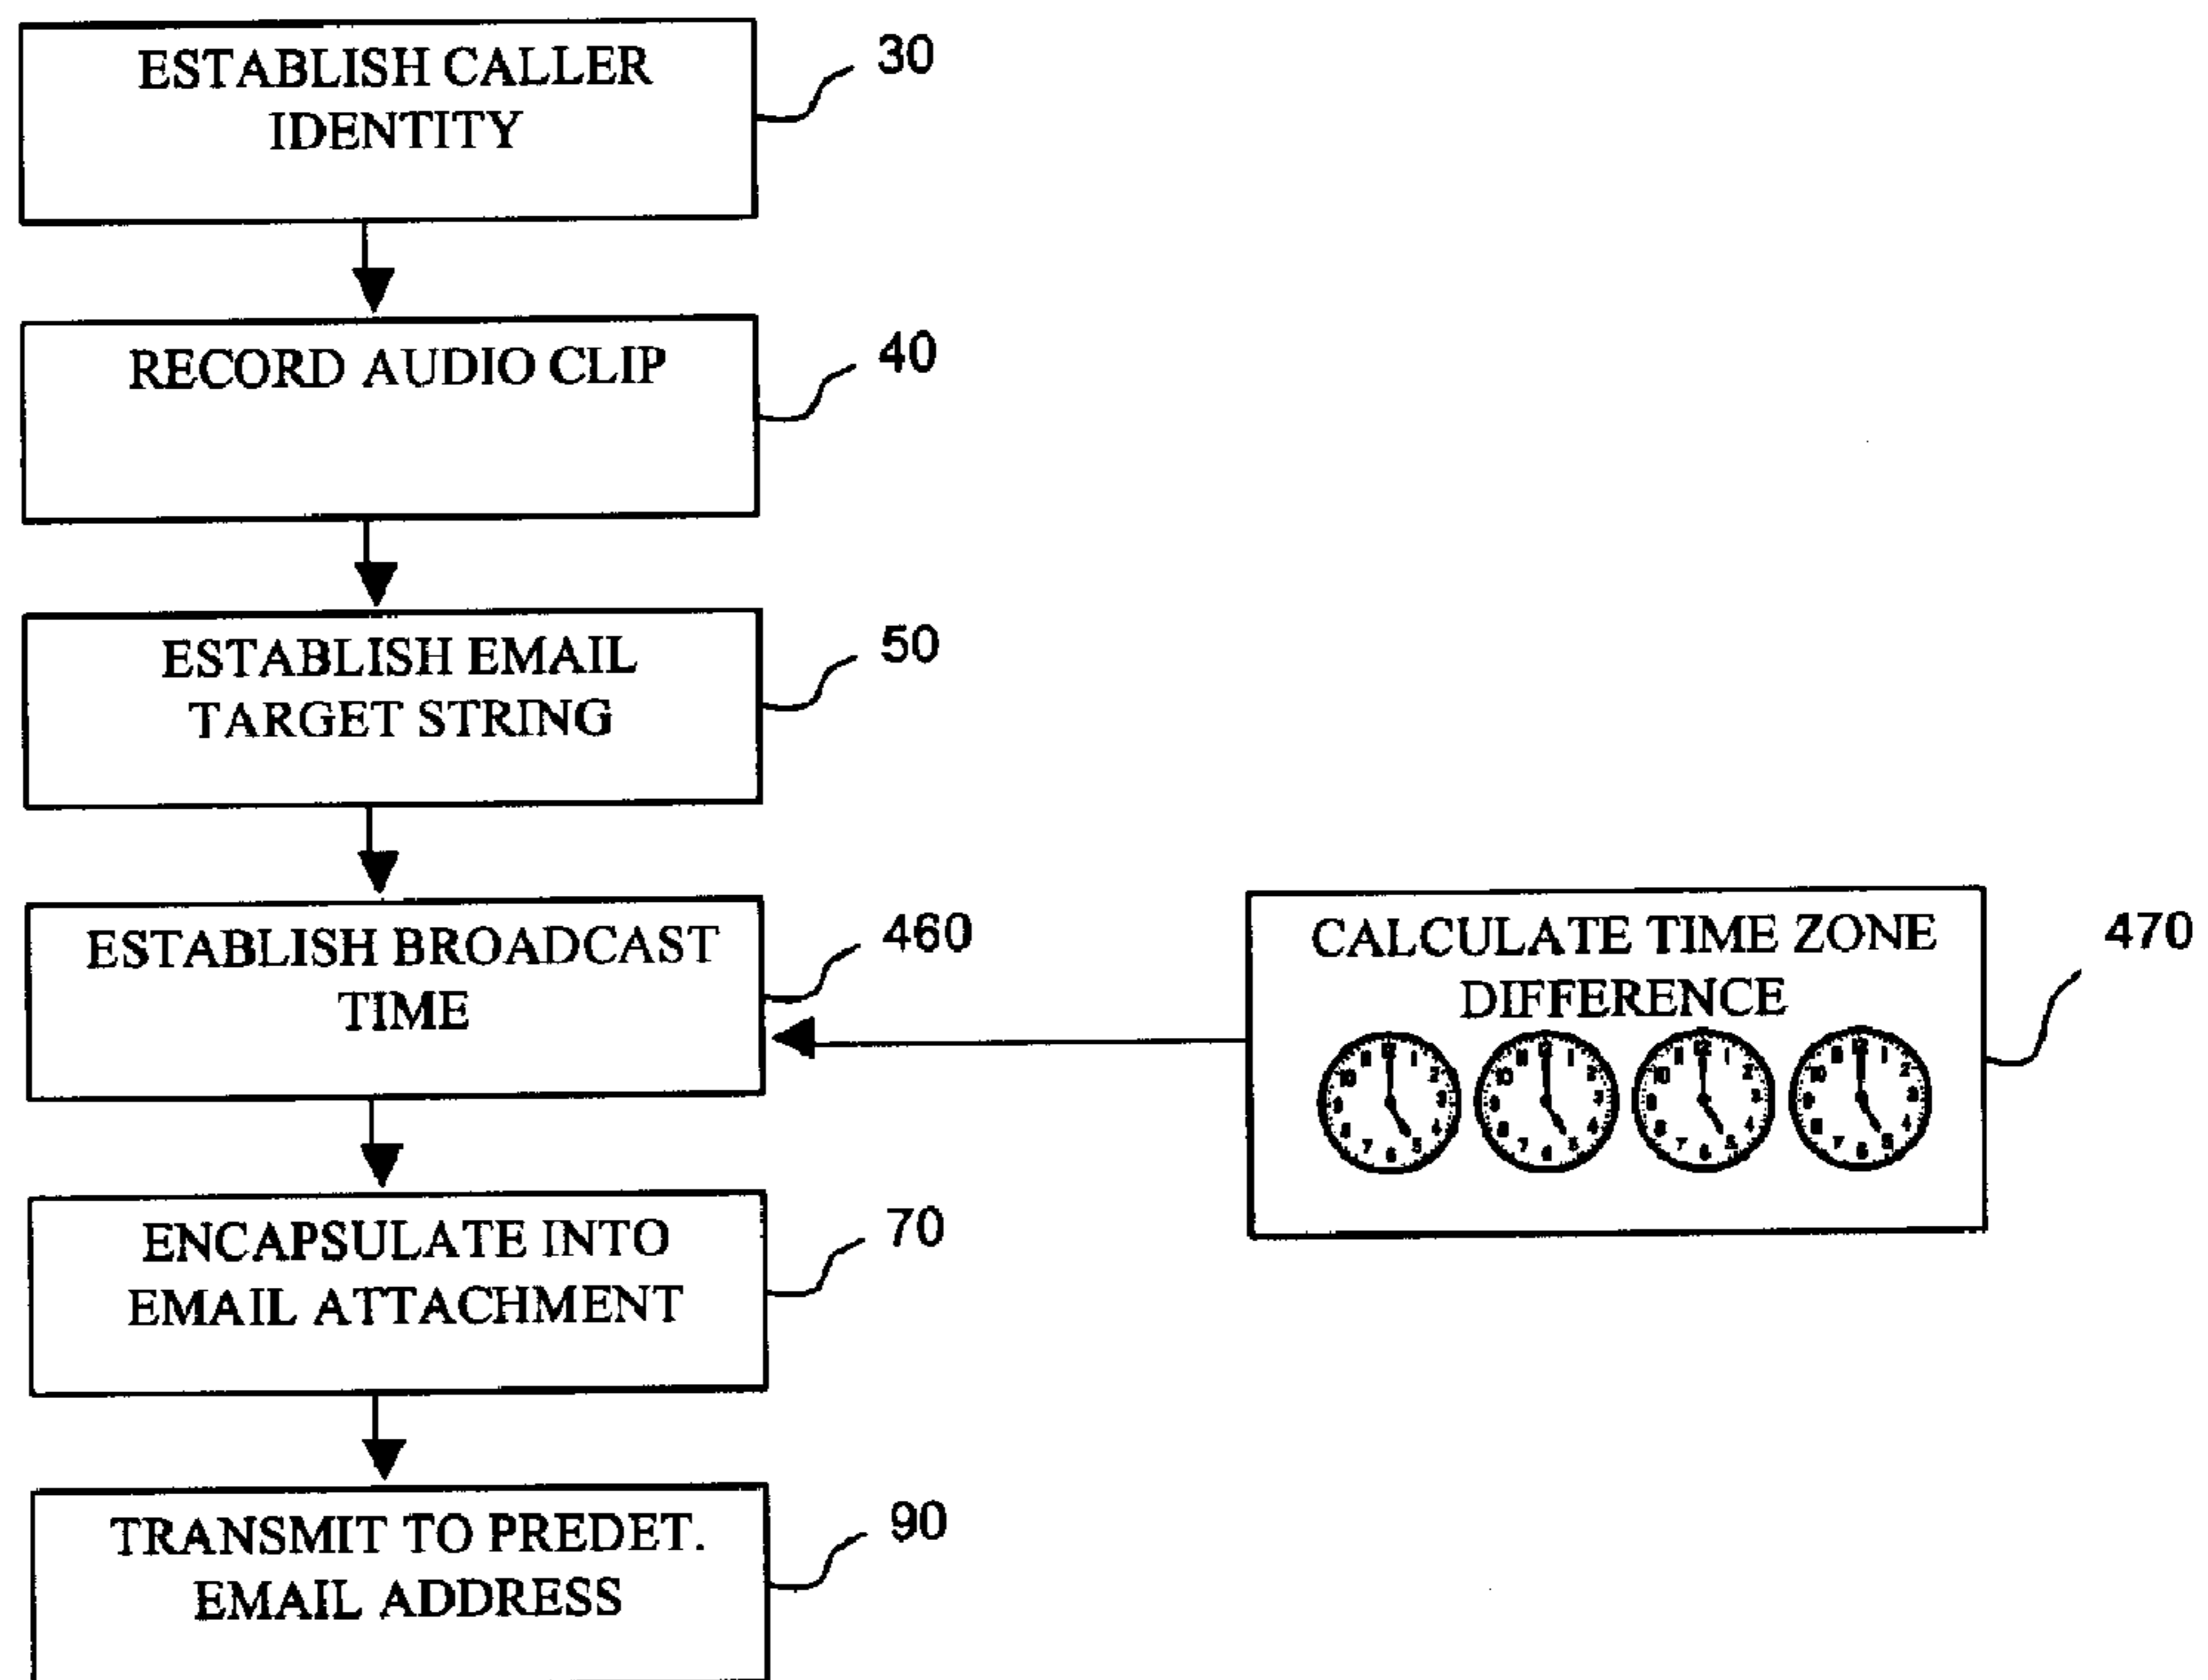 ESTABLISH CALLER
IDENTITY
30
RECORD AUDIO CLIP
40
ESTABLISH EMAIL
TARGET STRING
50
ESTABLISH BROADCAST
TIME
460
CALCULATE TIME ZONE
DIFFERENCE
470
ENCAPSULATE INTO
EMAIL ATTACHMENT
70
TRANSMIT TO PREDET.
EMAIL ADDRESS
90